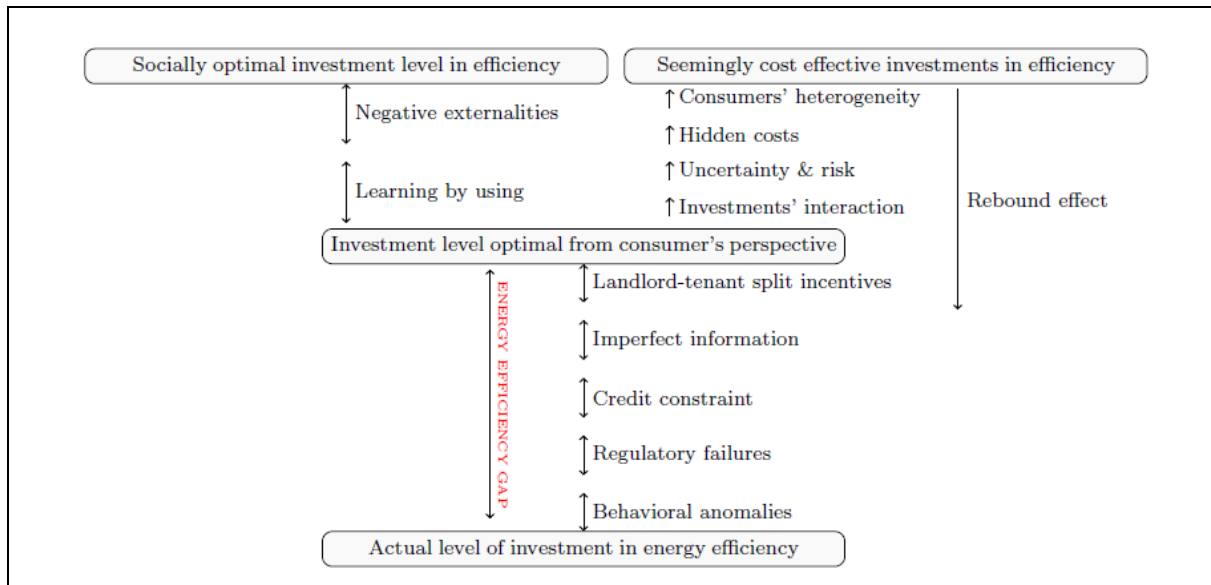 Socially optimal investment level in efficiency
Seemingly cost effective investments in efficiency
Negative externalities
Learning by using
Consumers' heterogeneity
Hidden costs
Uncertainty & risk
Investments' interaction
Rebound effect
Investment level optimal from consumer's perspective
ENERGY EFFICIENCY GAP
Landlord-tenant split incentives
Imperfect information
Credit constraint
Regulatory failures
Behavioral anomalies
Actual level of investment in energy efficiency